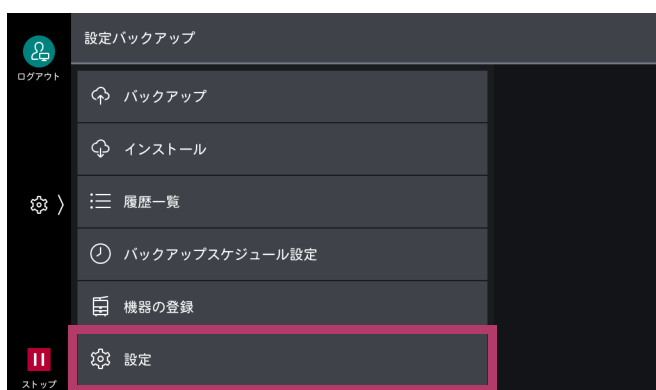 設定バックアップ
ログアウト
バックアップ
インストール
履歴一覧
バックアップスケジュール設定
機器の登録
設定
ストップ